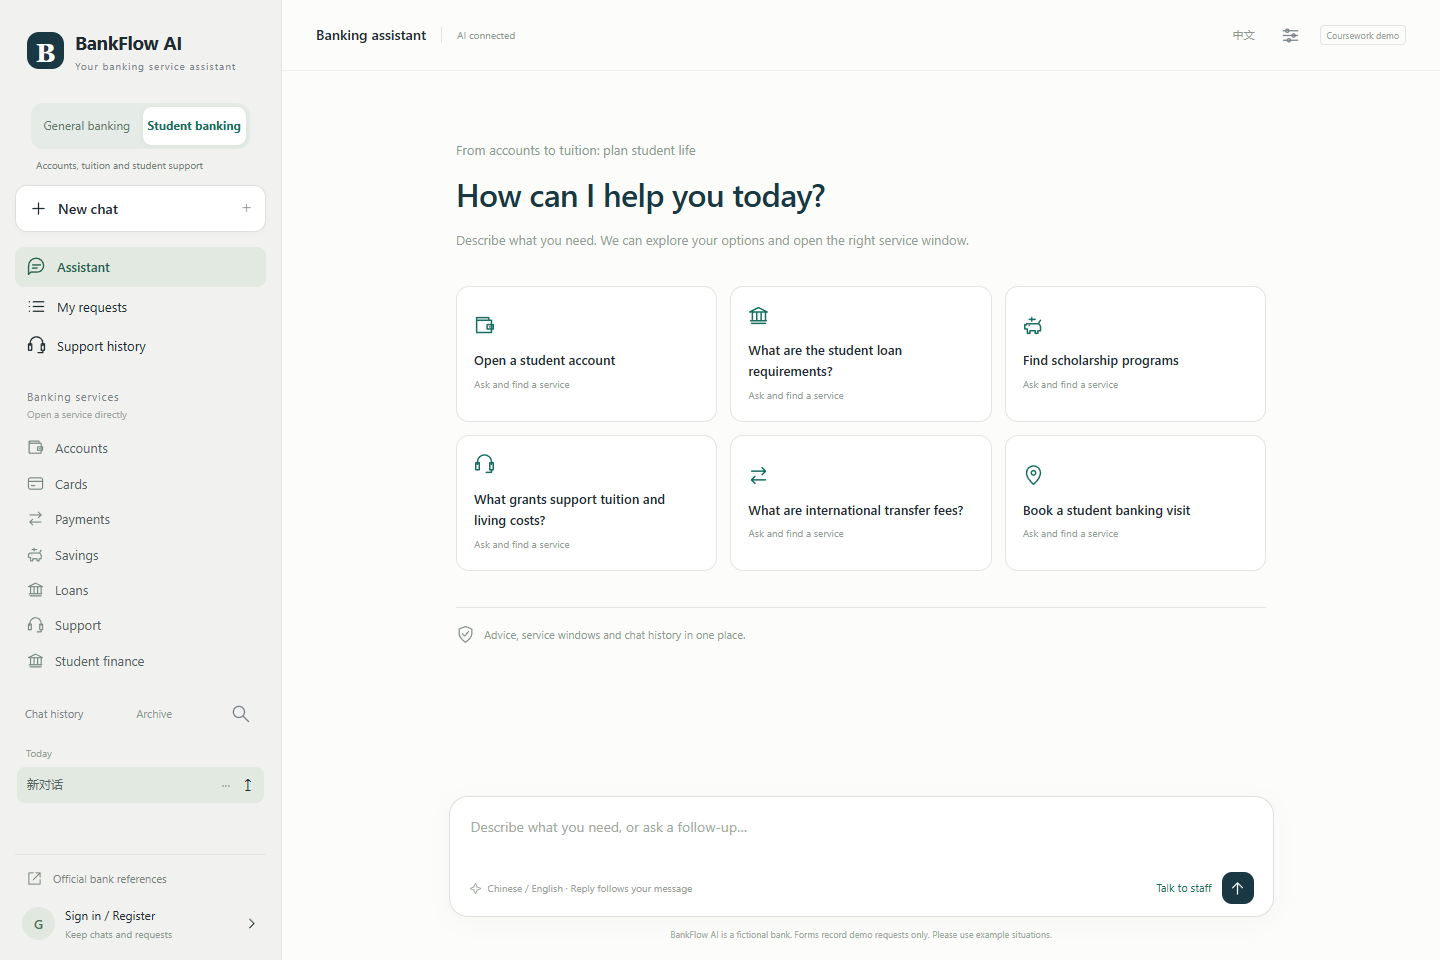 B
BankFlow AI
Your banking service assistant
General banking
Student banking
Accounts, tuition and student support
New chat
+
Assistant
My requests
Support history
Banking services
Open a service directly
Accounts
Cards
Payments
Savings
Loans
Support
Student finance
Chat history
Archive
Today
新对话
...
Official bank references
G
Sign in / Register
Keep chats and requests
Banking assistant
AI connected
中文
Coursework demo
From accounts to tuition: plan student life
How can I help you today?
Describe what you need. We can explore your options and open the right service window.
Open a student account
Ask and find a service
What are the student loan
requirements?
Ask and find a service
Find scholarship programs
Ask and find a service
What grants support tuition and
living costs?
Ask and find a service
What are international transfer fees?
Ask and find a service
Book a student banking visit
Ask and find a service
Advice, service windows and chat history in one place.
Describe what you need, or ask a follow-up...
Chinese / English · Reply follows your message
Talk to staff
BankFlow AI is a fictional bank. Forms record demo requests only. Please use example situations.